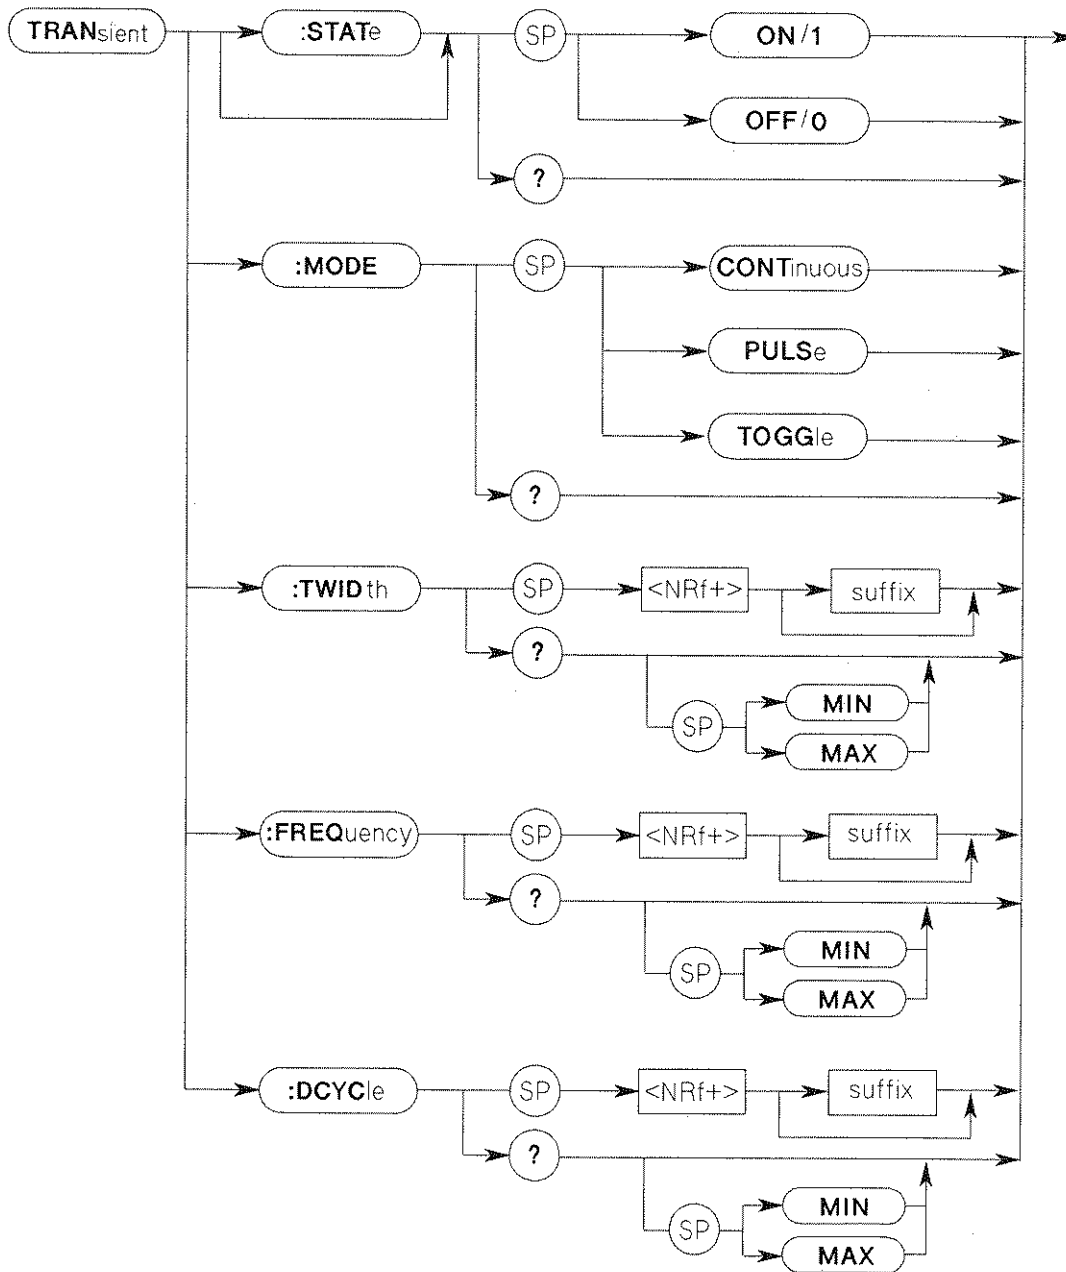 TRANsient :STATe SP ON/1
OFF/0
?
:MODE SP CONTinuous
PULSe
TOGGle
?
:TWIDth SP <NRf+> suffix
?
SP MIN
MAX
:FREQuency SP <NRf+> suffix
?
SP MIN
MAX
:DCYCle SP <NRf+> suffix
?
SP MIN
MAX